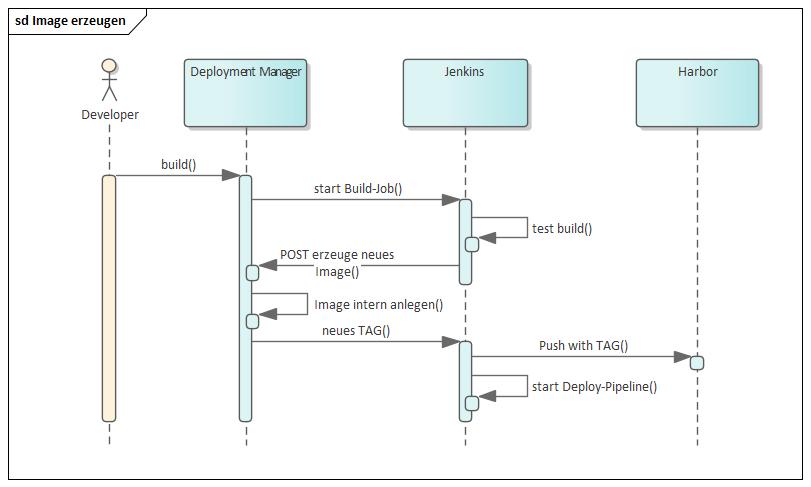 sd Image erzeugen
Deployment Manager
Jenkins
Harbor
Developer
build()
start Build-Job()
test build()
POST erzeuge neues
Image()
Image intern anlegen()
neues TAG()
Push with TAG()
start Deploy-Pipeline()